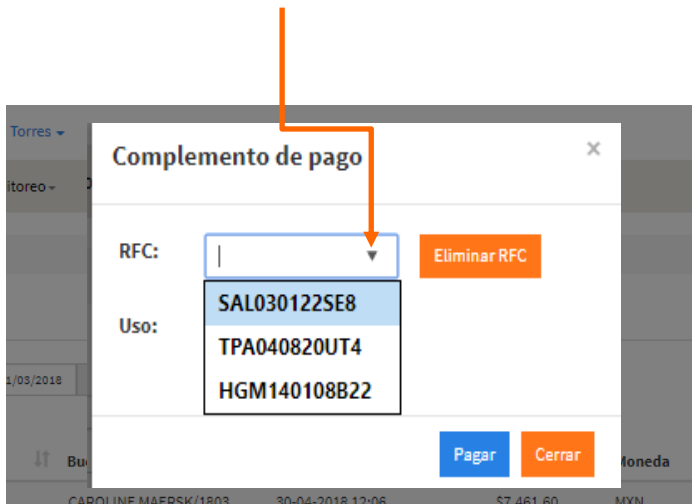 Torres
Complemento de pago ×
itoreo
RFC: Eliminar RFC
SAL030122SE8
Uso:
TPA040820UT4
1/03/2018
HGM140108B22
Pagar Cerrar
Bu Moneda
CAROLINE MAERSK/1803 30-04-2018 12:06 $7,461.60 MXN